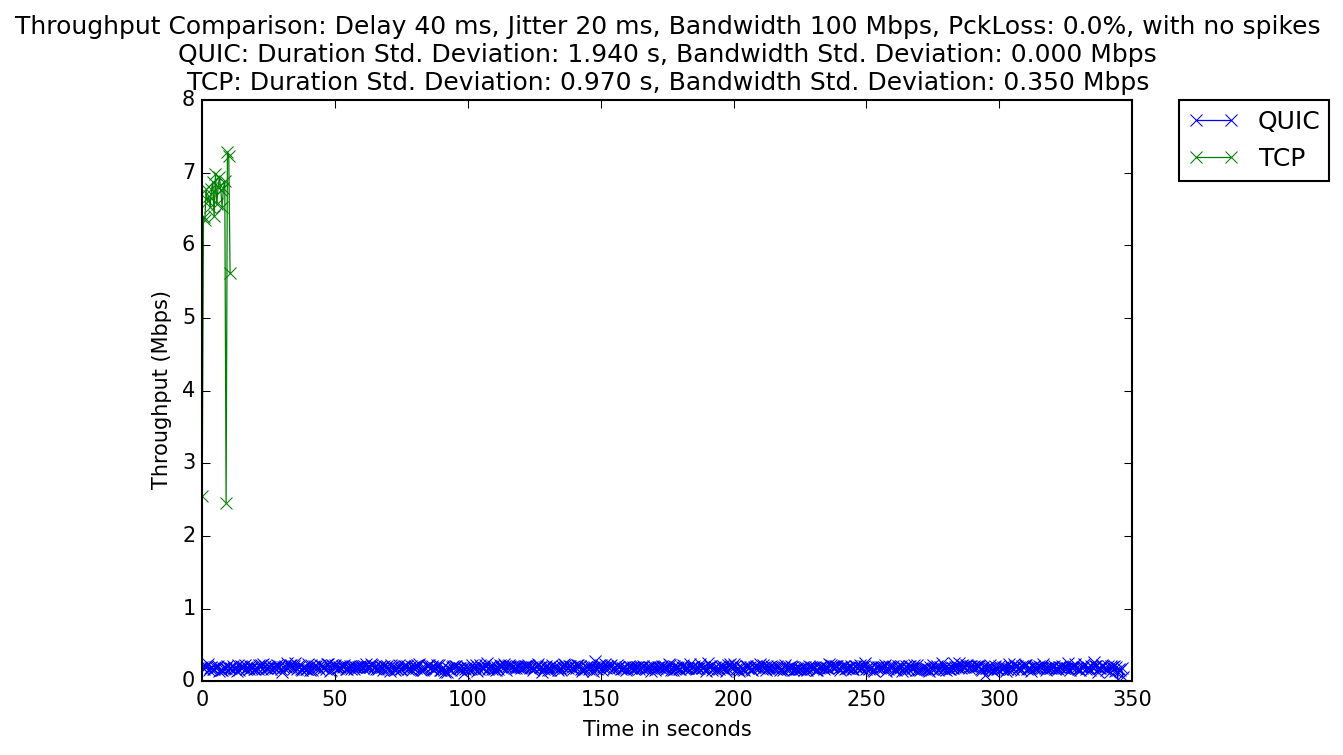 Throughput Comparison: Delay 40 ms, Jitter 20 ms, Bandwidth 100 Mbps, PckLoss: 0.0%, with no spikes
QUIC: Duration Std. Deviation: 1.940 s, Bandwidth Std. Deviation: 0.000 Mbps
TCP: Duration Std. Deviation: 0.970 s, Bandwidth Std. Deviation: 0.350 Mbps
8
7
6
5
4
3
2
1
0
Throughput (Mbps)
0 50 100 150 200 250 300 350
Time in seconds
QUIC
TCP